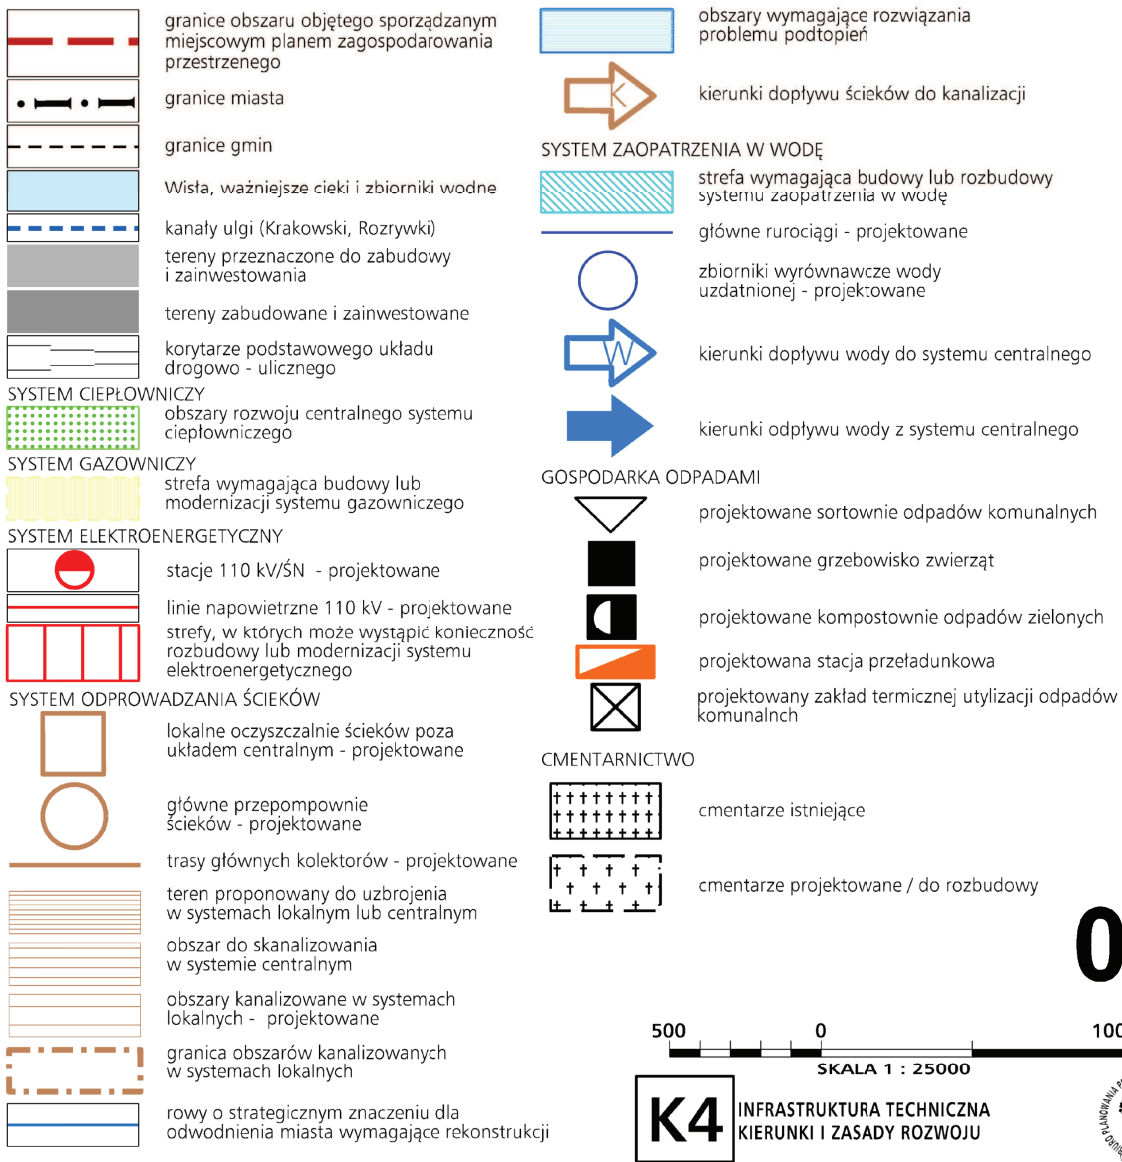 granice obszaru objętego sporządzanym
miejscowym planem zagospodarowania
przestrzenego
granice miasta
granice gmin
Wisła, ważniejsze cieki i zbiorniki wodne
kanały ulgi (Krakowski, Rozrywki)
tereny przeznaczone do zabudowy
i zainwestowania
tereny zabudowane i zainwestowane
korytarze podstawowego układu
drogowo - ulicznego
SYSTEM CIEPŁOWNICZY
obszary rozwoju centralnego systemu
ciepłowniczego
SYSTEM GAZOWNICZY
strefa wymagająca budowy lub
modernizacji systemu gazowniczego
SYSTEM ELEKTROENERGETYCZNY
stacje 110 kV/ŚN - projektowane
linie napowietrzne 110 kV - projektowane
strefy, w których może wystąpić konieczność
rozbudowy lub modernizacji systemu
elektroenergetycznego
SYSTEM ODPROWADZANIA ŚCIEKÓW
lokalne oczyszczalnie ścieków poza
układem centralnym - projektowane
główne przepompownie
ścieków - projektowane
trasy głównych kolektorów - projektowane
teren proponowany do uzbrojenia
w systemach lokalnym lub centralnym
obszar do skanalizowania
w systemie centralnym
obszary kanalizowane w systemach
lokalnych - projektowane
granica obszarów kanalizowanych
w systemach lokalnych
rowy o strategicznym znaczeniu dla
odwodnienia miasta wymagające rekonstrukcji
obszary wymagające rozwiązania
problemu podtopień
K
kierunki dopływu ścieków do kanalizacji
SYSTEM ZAOPATRZENIA W WODĘ
strefa wymagająca budowy lub rozbudowy
systemu zaopatrzenia w wodę
główne rurociągi - projektowane
zbiorniki wyrównawcze wody
uzdatnionej - projektowane
W
kierunki dopływu wody do systemu centralnego
kierunki odpływu wody z systemu centralnego
GOSPODARKA ODPADAMI
projektowane sortownie odpadów komunalnych
projektowane grzebowisko zwierząt
projektowane kompostownie odpadów zielonych
projektowana stacja przeładunkowa
projektowany zakład termicznej utylizacji odpadów
komunalnch
CMENTARNICTWO
cmentarze istniejące
cmentarze projektowane / do rozbudowy
0
500 0 100
SKALA 1 : 25000
K4
INFRASTRUKTURA TECHNICZNA
KIERUNKI I ZASADY ROZWOJU
BIURO PLANOWANIA